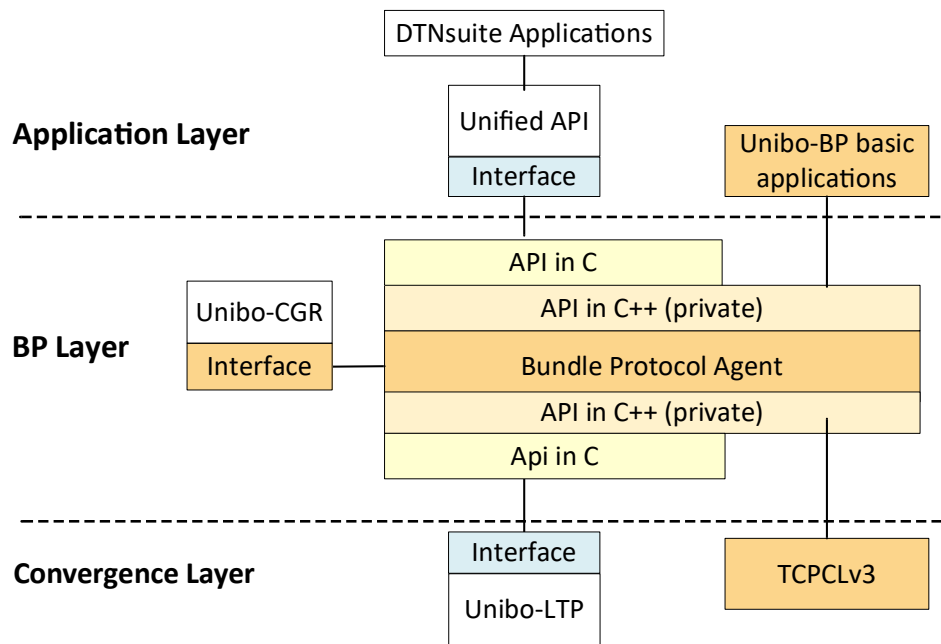 DTNsuite Applications
Application Layer
Unified API
Interface
Unibo-BP basic
applications
API in C
API in C++ (private)
Unibo-CGR
Interface
BP Layer
Bundle Protocol Agent
API in C++ (private)
Api in C
Convergence Layer
Interface
Unibo-LTP
TCPCLv3